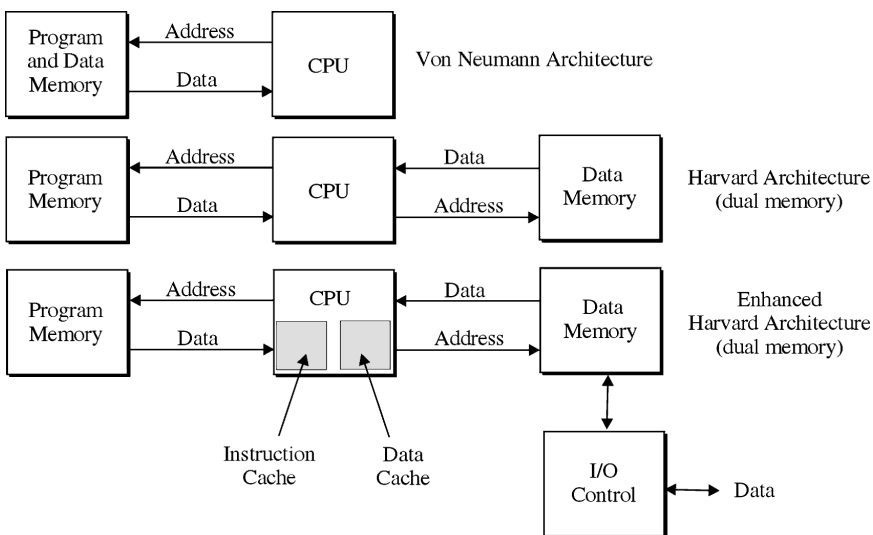 Program
and Data
Memory
Address
Data
CPU
Von Neumann Architecture
Program
Memory
Address
Data
CPU
Data
Address
Data
Memory
Harvard Architecture
(dual memory)
Program
Memory
Address
Data
CPU
Data
Address
Data
Memory
Enhanced
Harvard Architecture
(dual memory)
Instruction
Cache
Data
Cache
I/O
Control
Data